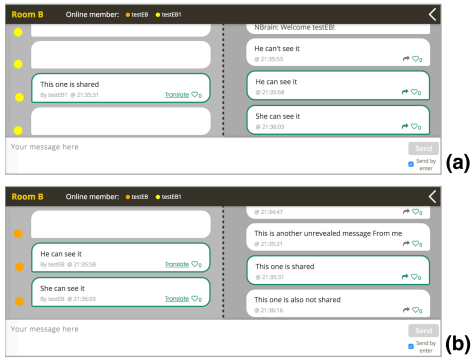 Room B Online member: testEB testEB1
NBrain: Welcome testEB!
He can't see it
@ 21:35:53 0
This one is shared
By testEB1 @ 21:35:31 Translate 0
He can see it
@ 21:35:58 0
She can see it
@ 21:36:03 0
Your message here
Send
Send by
enter
(a)
Room B Online member: testEB testEB1
@ 21:34:47 0
This is another unrevealed message From me
@ 21:35:21 0
He can see it
By testEB @ 21:35:58 Translate 0
This one is shared
@ 21:35:31 0
She can see it
By testEB @ 21:36:03 Translate 0
This one is also not shared
@ 21:36:16 0
Your message here
Send
Send by
enter
(b)